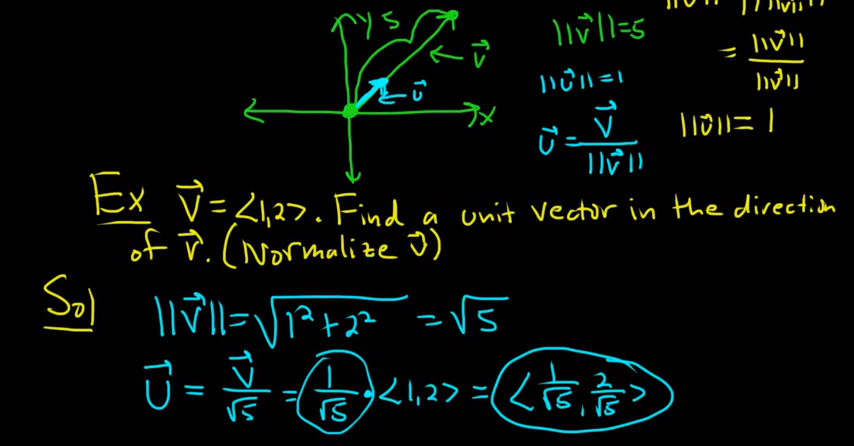 y 5
||v⃗||=5
= ||v⃗|| / ||v⃗||
← v⃗
||u⃗||=1
← u⃗
x
u⃗ = v⃗ / ||v⃗||
||u⃗|| = 1
Ex v⃗ = <1,2>. Find a unit vector in the direction
of v⃗. (Normalize v⃗)
Sol ||v⃗|| = √(1²+2²) = √5
u⃗ = v⃗/√5 = 1/√5 · <1,2> = <1/√5, 2/√5>